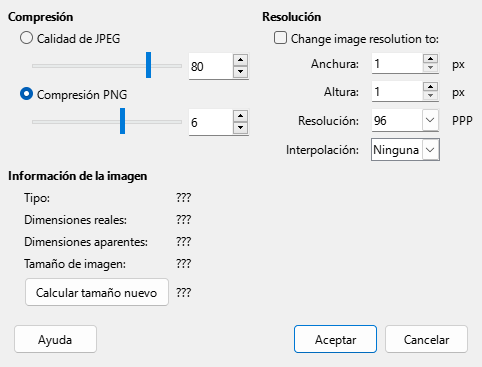 Compresión
Calidad de JPEG
80
Compresión PNG
6
Resolución
Change image resolution to:
Anchura: 1 px
Altura: 1 px
Resolución: 96 PPP
Interpolación: Ninguna
Información de la imagen
Tipo: ???
Dimensiones reales: ???
Dimensiones aparentes: ???
Tamaño de imagen: ???
Calcular tamaño nuevo ???
Ayuda Aceptar Cancelar